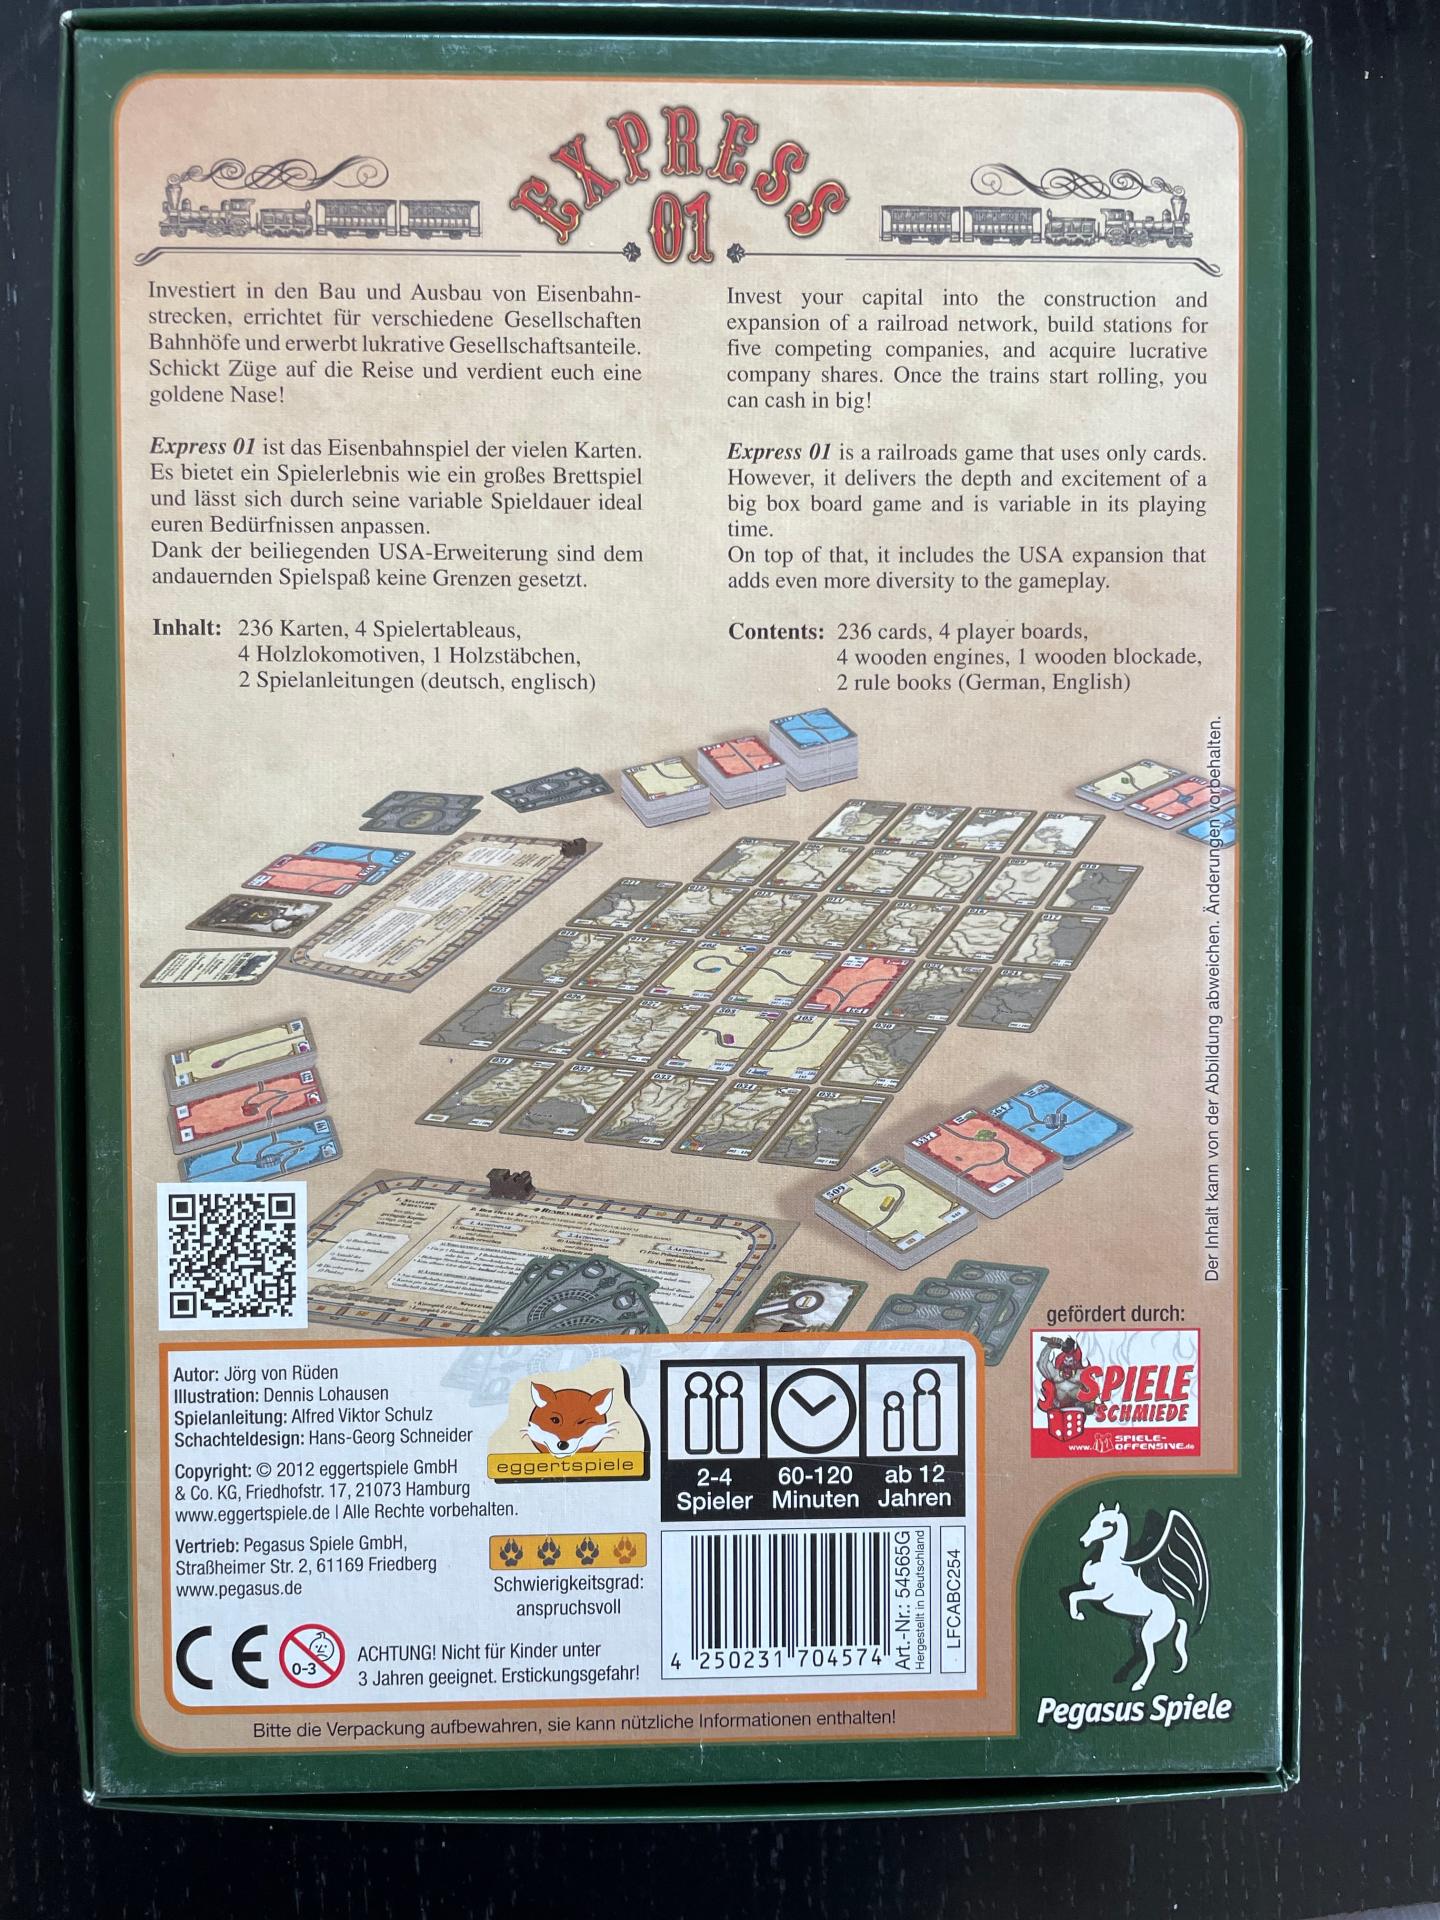 EXPRESS
01
Investiert in den Bau und Ausbau von Eisenbahn-
strecken, errichtet für verschiedene Gesellschaften
Bahnhöfe und erwerbt lukrative Gesellschaftsanteile.
Schickt Züge auf die Reise und verdient euch eine
goldene Nase!
Express 01 ist das Eisenbahnspiel der vielen Karten.
Es bietet ein Spielerlebnis wie ein großes Brettspiel
und lässt sich durch seine variable Spieldauer ideal
euren Bedürfnissen anpassen.
Dank der beiliegenden USA-Erweiterung sind dem
andauernden Spielspaß keine Grenzen gesetzt.
Inhalt: 236 Karten, 4 Spielertableaus,
4 Holzlokomotiven, 1 Holzstäbchen,
2 Spielanleitungen (deutsch, englisch)
Invest your capital into the construction and
expansion of a railroad network, build stations for
five competing companies, and acquire lucrative
company shares. Once the trains start rolling, you
can cash in big!
Express 01 is a railroads game that uses only cards.
However, it delivers the depth and excitement of a
big box board game and is variable in its playing
time.
On top of that, it includes the USA expansion that
adds even more diversity to the gameplay.
Contents: 236 cards, 4 player boards,
4 wooden engines, 1 wooden blockade,
2 rule books (German, English)
Der Inhalt kann von der Abbildung abweichen. Änderungen vorbehalten.
gefördert durch:
SPIELE
SCHMIEDE
www. SPIELE-
OFFENSIVE.de
Autor: Jörg von Rüden
Illustration: Dennis Lohausen
Spielanleitung: Alfred Viktor Schulz
Schachteldesign: Hans-Georg Schneider
Copyright: © 2012 eggertspiele GmbH
& Co. KG, Friedhofstr. 17, 21073 Hamburg
www.eggertspiele.de | Alle Rechte vorbehalten.
Vertrieb: Pegasus Spiele GmbH,
Straßheimer Str. 2, 61169 Friedberg
www.pegasus.de
eggertspiele
Schwierigkeitsgrad:
anspruchsvoll
CE
0-3
ACHTUNG! Nicht für Kinder unter
3 Jahren geeignet. Erstickungsgefahr!
2-4
Spieler
60-120
Minuten
ab 12
Jahren
4 250231 704574
Art.-Nr.: 54565G
Hergestellt in Deutschland
LFCABC254
Pegasus Spiele
Bitte die Verpackung aufbewahren, sie kann nützliche Informationen enthalten!